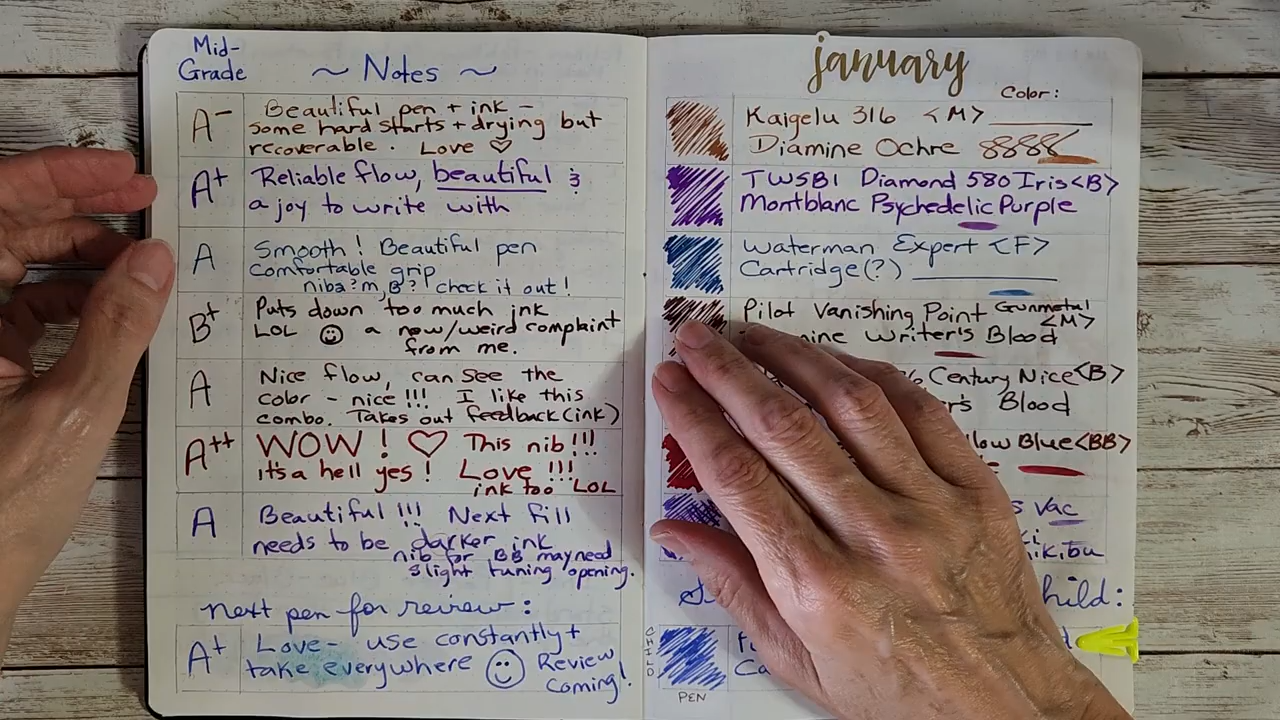 Mid-
Grade
~ Notes ~
A-
Beautiful pen + ink -
some hard starts + drying but
recoverable. Love ♡
A+
Reliable flow, beautiful &
a joy to write with
A
Smooth! Beautiful pen
comfortable grip
nibs? m, B? check it out!
B+
Puts down too much ink
LOL ☺ a new/weird complaint
from me.
A
Nice flow, can see the
color - nice!!! I like this
combo. Takes out feedback (ink)
A++
WOW! ♡ This nib!!!
it's a hell yes! Love!!!
ink too LOL
A
Beautiful!!! Next fill
needs to be darker ink
nib for BB may need
slight tuning opening.
next pen for review:
A+
Love - use constantly +
take everywhere ☺ Review
Coming!
january
Color:
Kaigelu 316 <M>
Diamine Ochre 8888
TWSBI Diamond 580 Iris <B>
Montblanc Psychedelic Purple
Waterman Expert <F>
Cartridge(?)
Pilot Vanishing Point Gunmetal
<M>
Writer's Blood
Century Nice <B>
Blood
Blue <BB>
Vac
CHILD
PEN